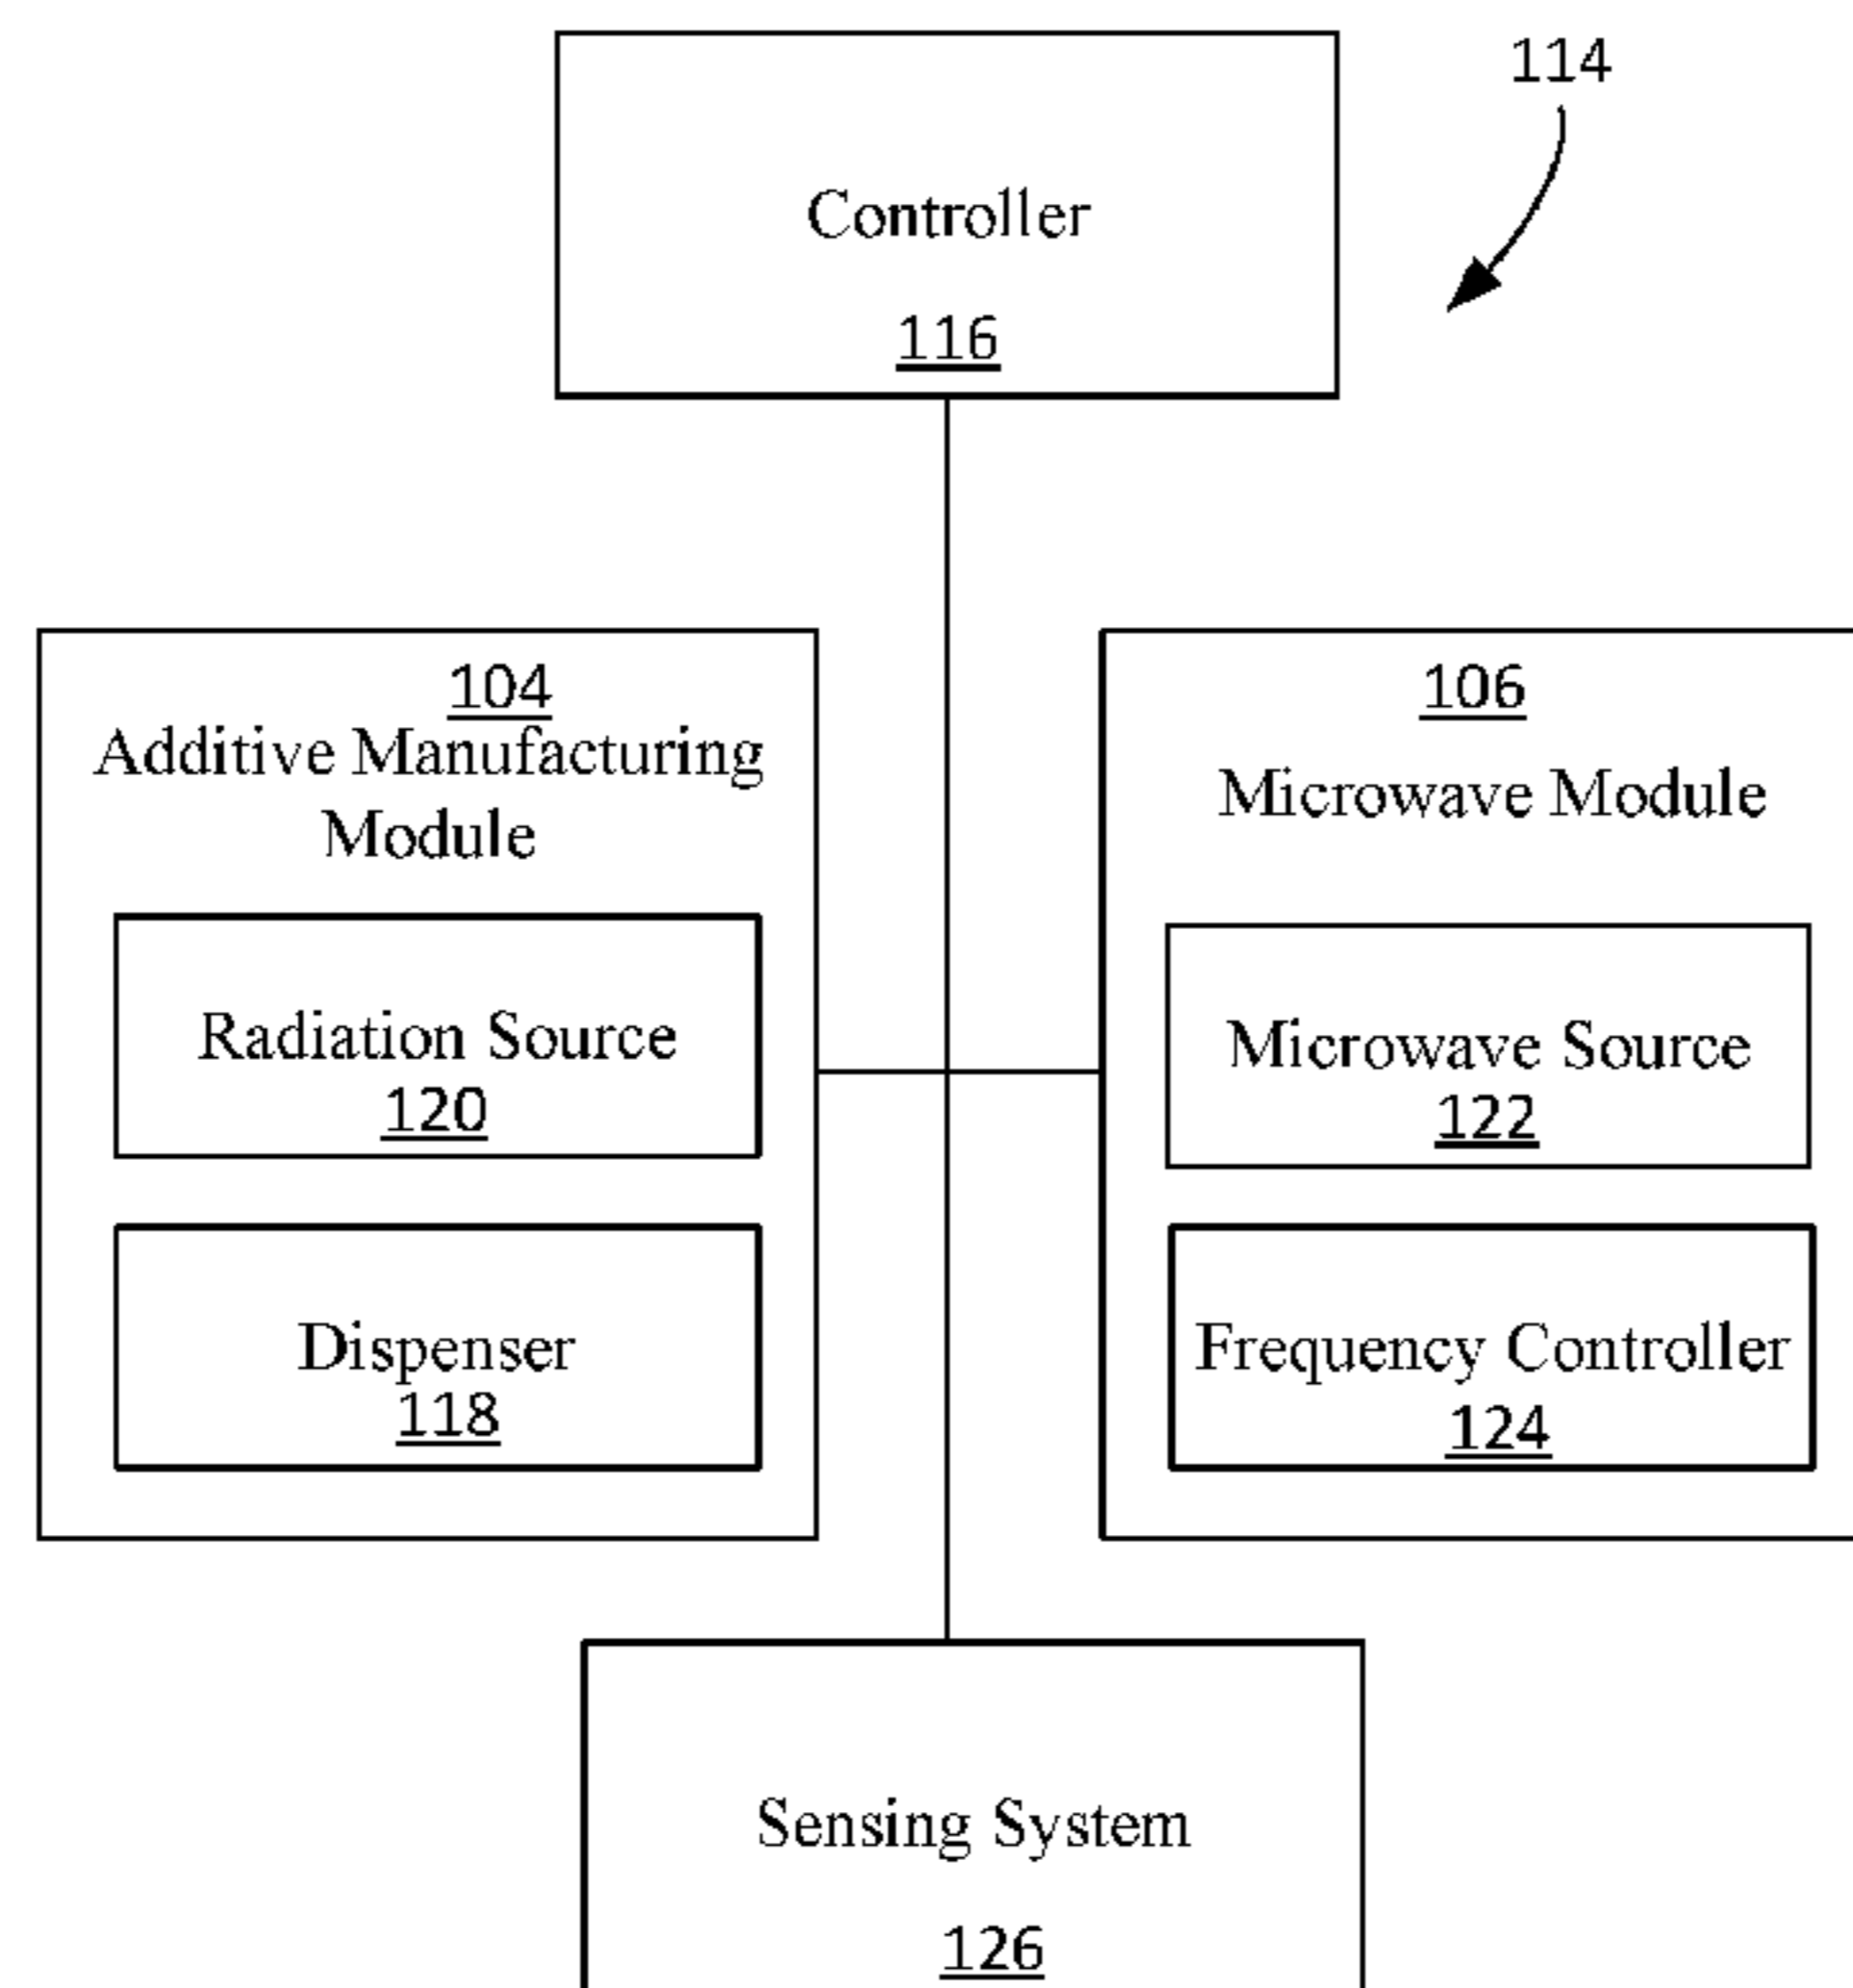 114
Controller
116
104
Additive Manufacturing
Module
Radiation Source
120
Dispenser
118
106
Microwave Module
Microwave Source
122
Frequency Controller
124
Sensing System
126